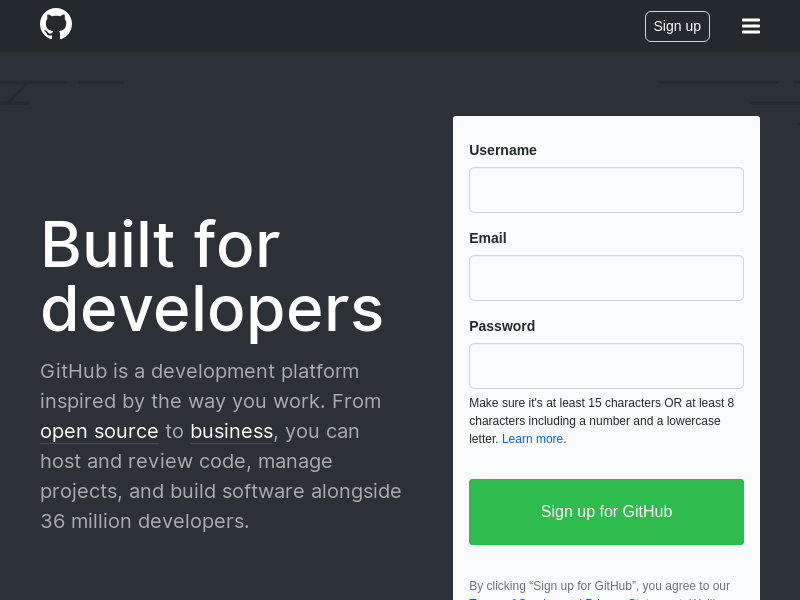 Sign up
Built for
developers
GitHub is a development platform
inspired by the way you work. From
open source to business, you can
host and review code, manage
projects, and build software alongside
36 million developers.
Username
Email
Password
Make sure it's at least 15 characters OR at least 8
characters including a number and a lowercase
letter. Learn more.
Sign up for GitHub
By clicking “Sign up for GitHub”, you agree to our